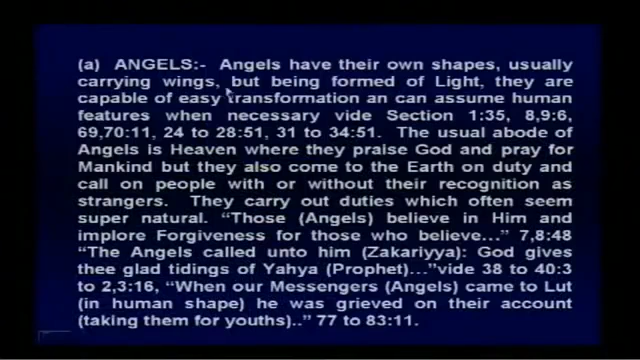 (a) ANGELS:- Angels have their own shapes, usually
carrying wings, but being formed of Light, they are
capable of easy transformation an can assume human
features when necessary vide Section 1:35, 8,9:6,
69,70:11, 24 to 28:51, 31 to 34:51. The usual abode of
Angels is Heaven where they praise God and pray for
Mankind but they also come to the Earth on duty and
call on people with or without their recognition as
strangers. They carry out duties which often seem
super natural. “Those (Angels) believe in Him and
implore Forgiveness for those who believe...” 7,8:48
“The Angels called unto him (Zakariyya): God gives
thee glad tidings of Yahya (Prophet)...”vide 38 to 40:3
to 2,3:16, “When our Messengers (Angels) came to Lut
(in human shape) he was grieved on their account
(taking them for youths)..” 77 to 83:11.